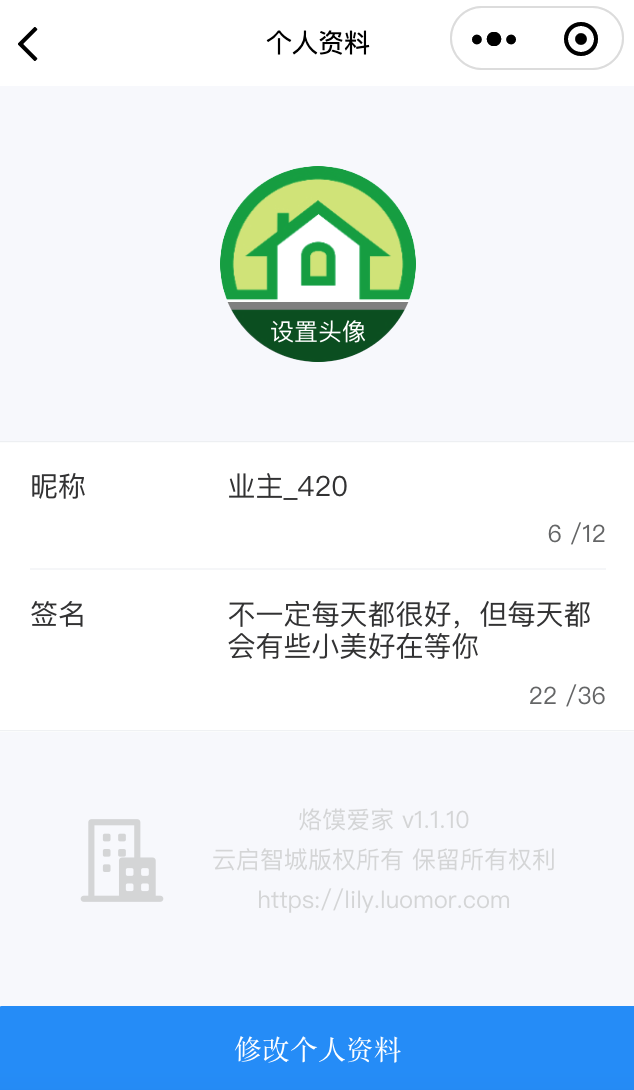 个人资料
设置头像
昵称 业主_420
6 /12
签名 不一定每天都很好，但每天都
会有些小美好在等你
22 /36
烙馍爱家 v1.1.10
云启智城版权所有 保留所有权利
https://lily.luomor.com
修改个人资料